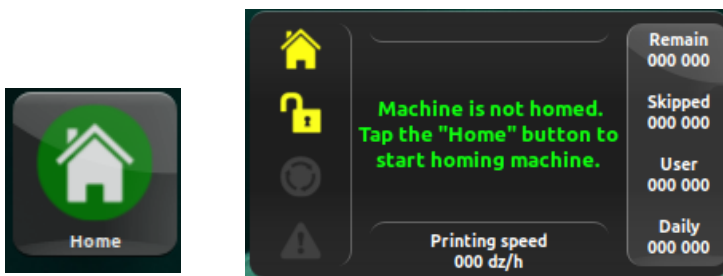 Home
Machine is not homed.
Tap the "Home" button to
start homing machine.
Printing speed
000 dz/h
Remain
000 000
Skipped
000 000
User
000 000
Daily
000 000